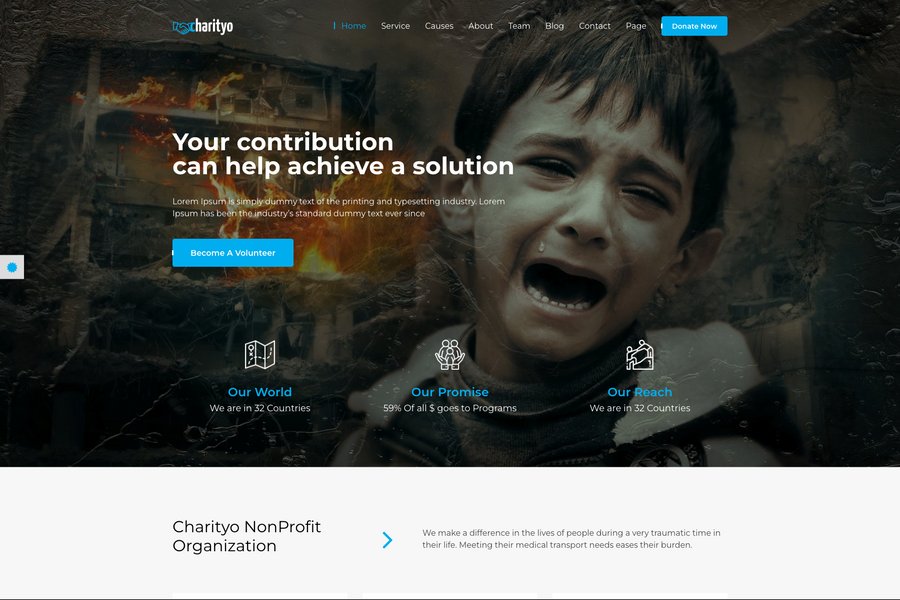 charityo
Home Service Causes About Team Blog Contact Page Donate Now
Your contribution
can help achieve a solution
Lorem Ipsum is simply dummy text of the printing and typesetting industry. Lorem
Ipsum has been the industry's standard dummy text ever since
Become A Volunteer
Our World
We are in 32 Countries
Our Promise
59% Of all $ goes to Programs
Our Reach
We are in 32 Countries
Charityo NonProfit
Organization
We make a difference in the lives of people during a very traumatic time in
their life. Meeting their medical transport needs eases their burden.